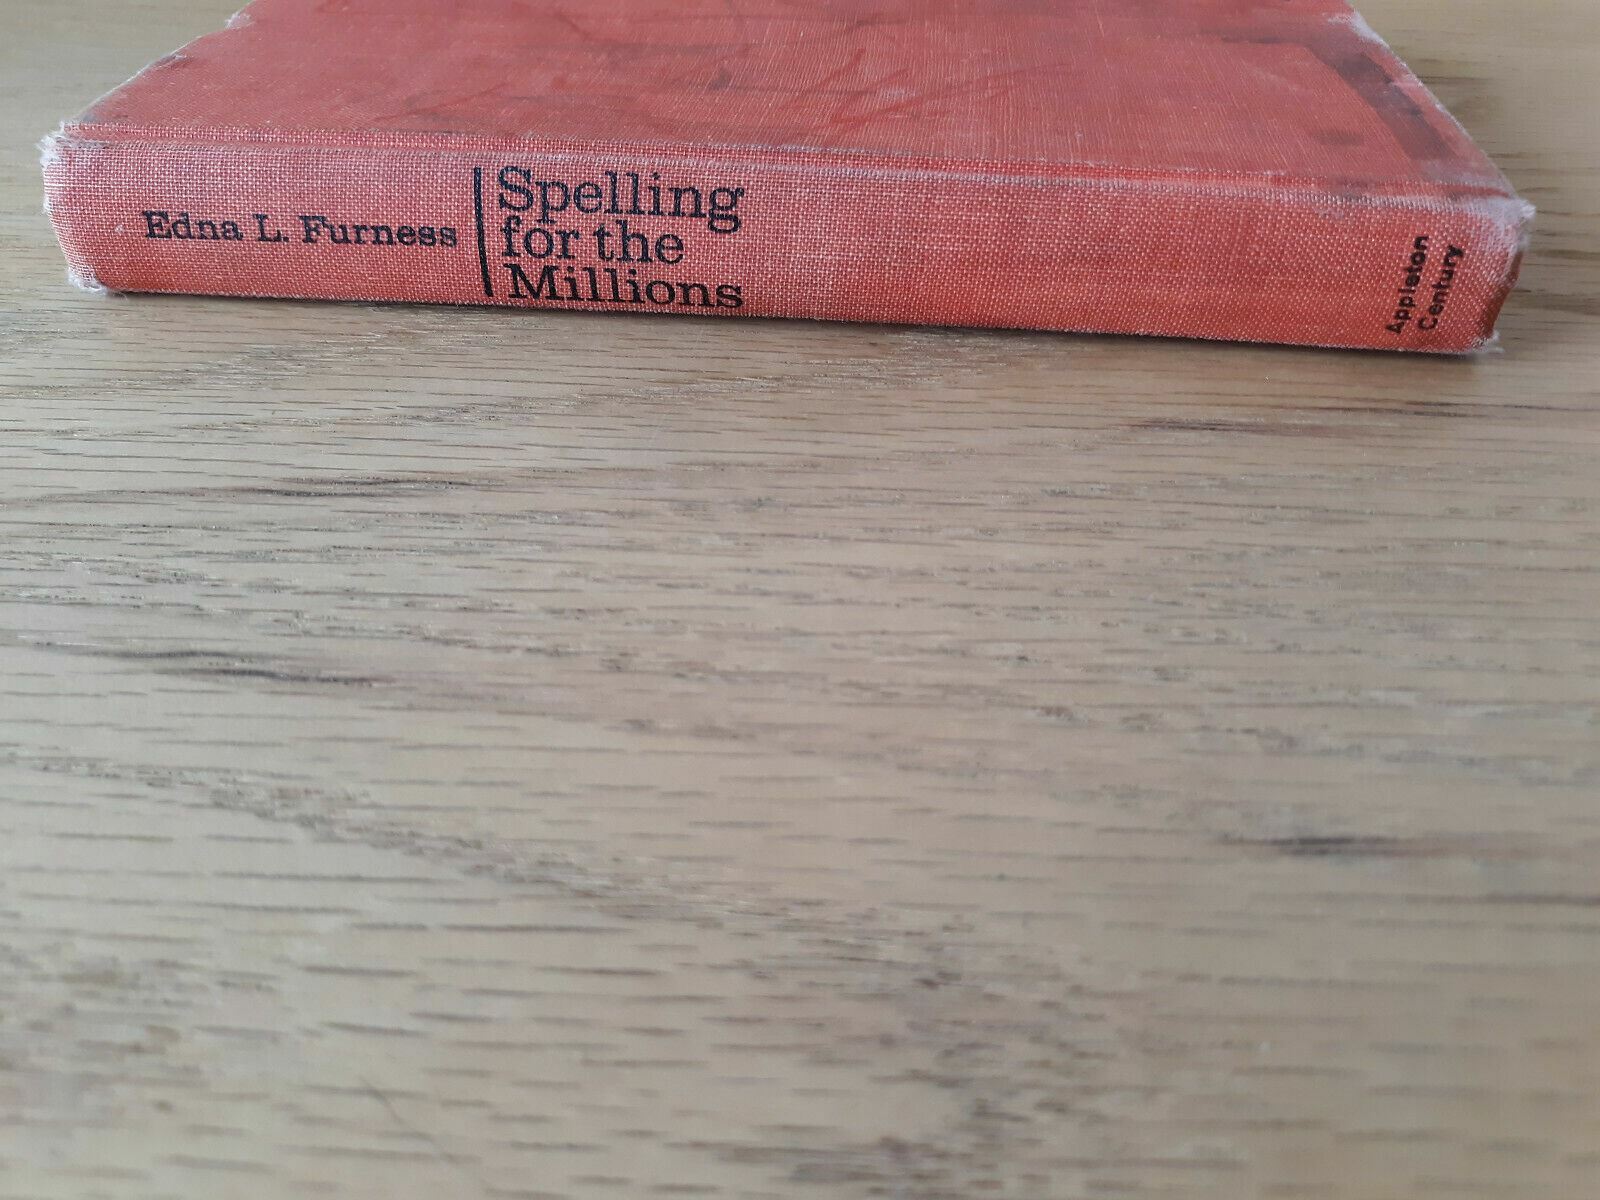 Edna L. Furness
Spelling
for the
Millions
Appleton
Century